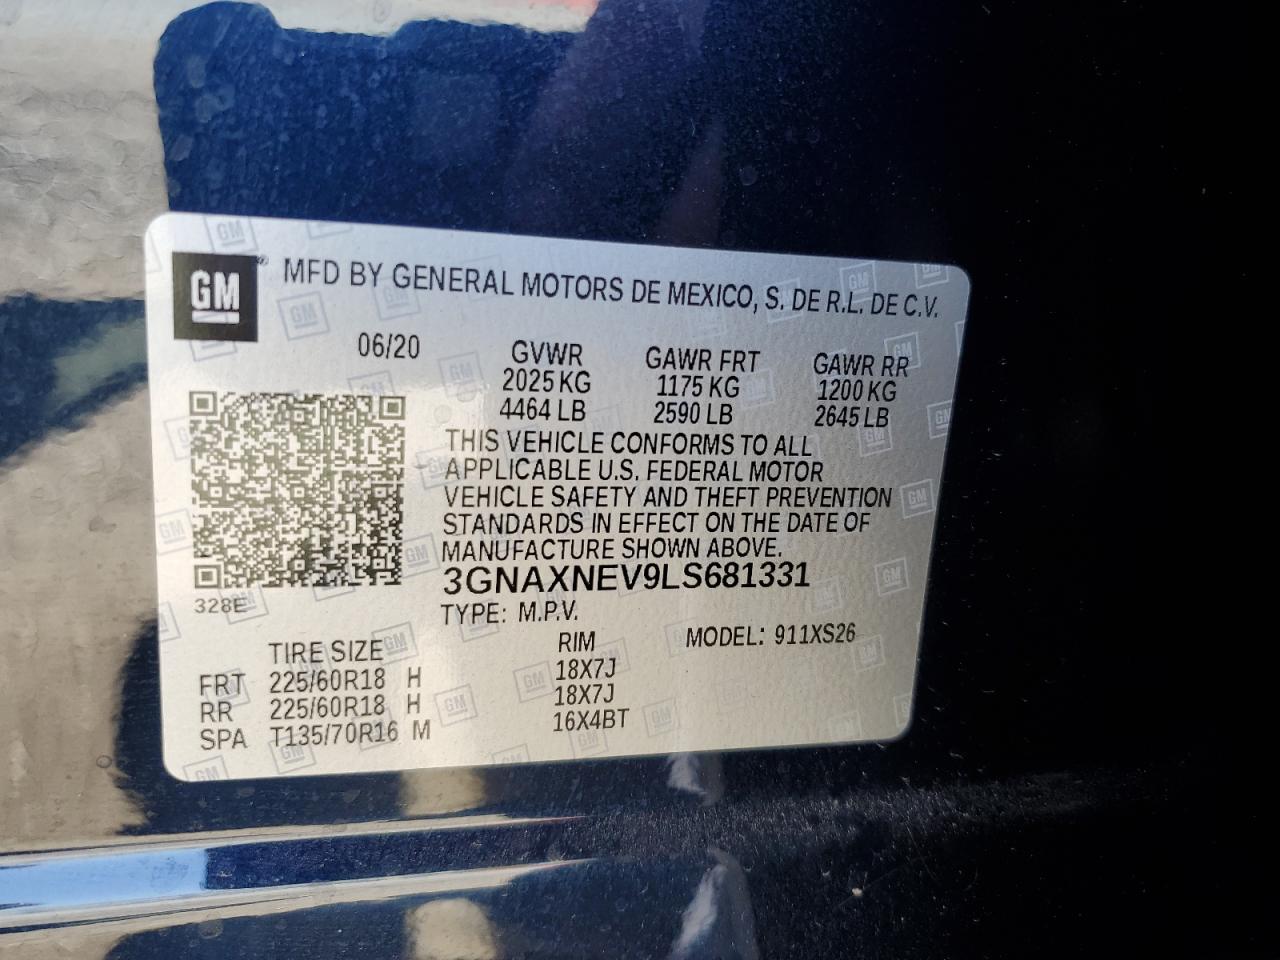 GM ® MFD BY GENERAL MOTORS DE MEXICO, S. DE R.L. DE C.V.
06/20 GVWR GAWR FRT GAWR RR
2025 KG 1175 KG 1200 KG
4464 LB 2590 LB 2645 LB
THIS VEHICLE CONFORMS TO ALL
APPLICABLE U.S. FEDERAL MOTOR
VEHICLE SAFETY AND THEFT PREVENTION
STANDARDS IN EFFECT ON THE DATE OF
MANUFACTURE SHOWN ABOVE.
3GNAXNEV9LS681331
328E
TYPE: M.P.V.
TIRE SIZE RIM MODEL: 911XS26
FRT 225/60R18 H 18X7J
RR 225/60R18 H 18X7J
SPA T135/70R16 M 16X4BT